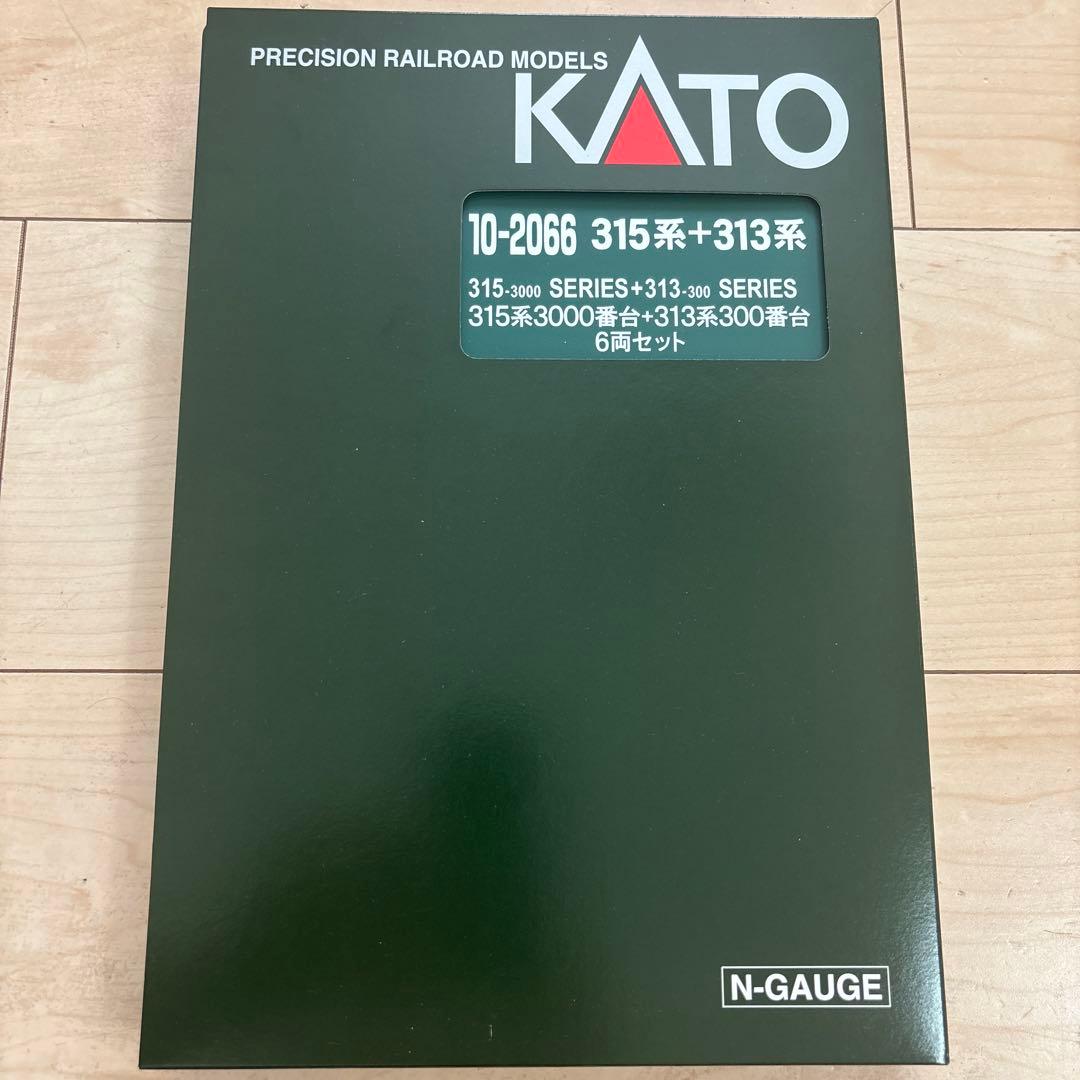 PRECISION RAILROAD MODELS
KATO
10-2066 315系+313系
315-3000 SERIES+313-300 SERIES
315系3000番台+313系300番台
6両セット
N-GAUGE